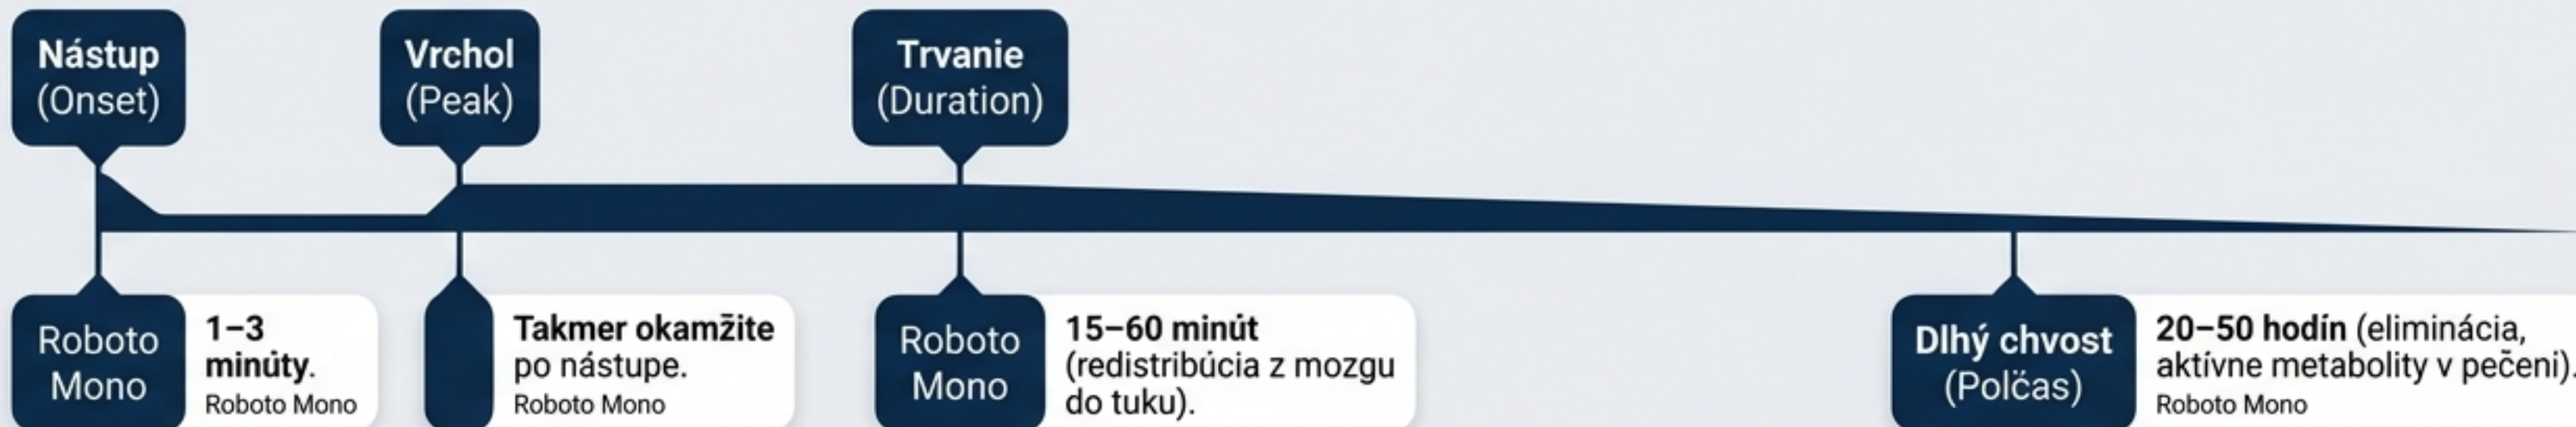 Nástup
(Onset)
Vrchol
(Peak)
Trvanie
(Duration)
Roboto
Mono
1–3
minúty.
Roboto Mono
Takmer okamžite
po nástupe.
Roboto Mono
Roboto
Mono
15–60 minút
(redistribúcia z mozgu
do tuku).
Dlhý chvost
(Polčas)
20–50 hodín (eliminácia,
aktívne metabolity v pečeni).
Roboto Mono